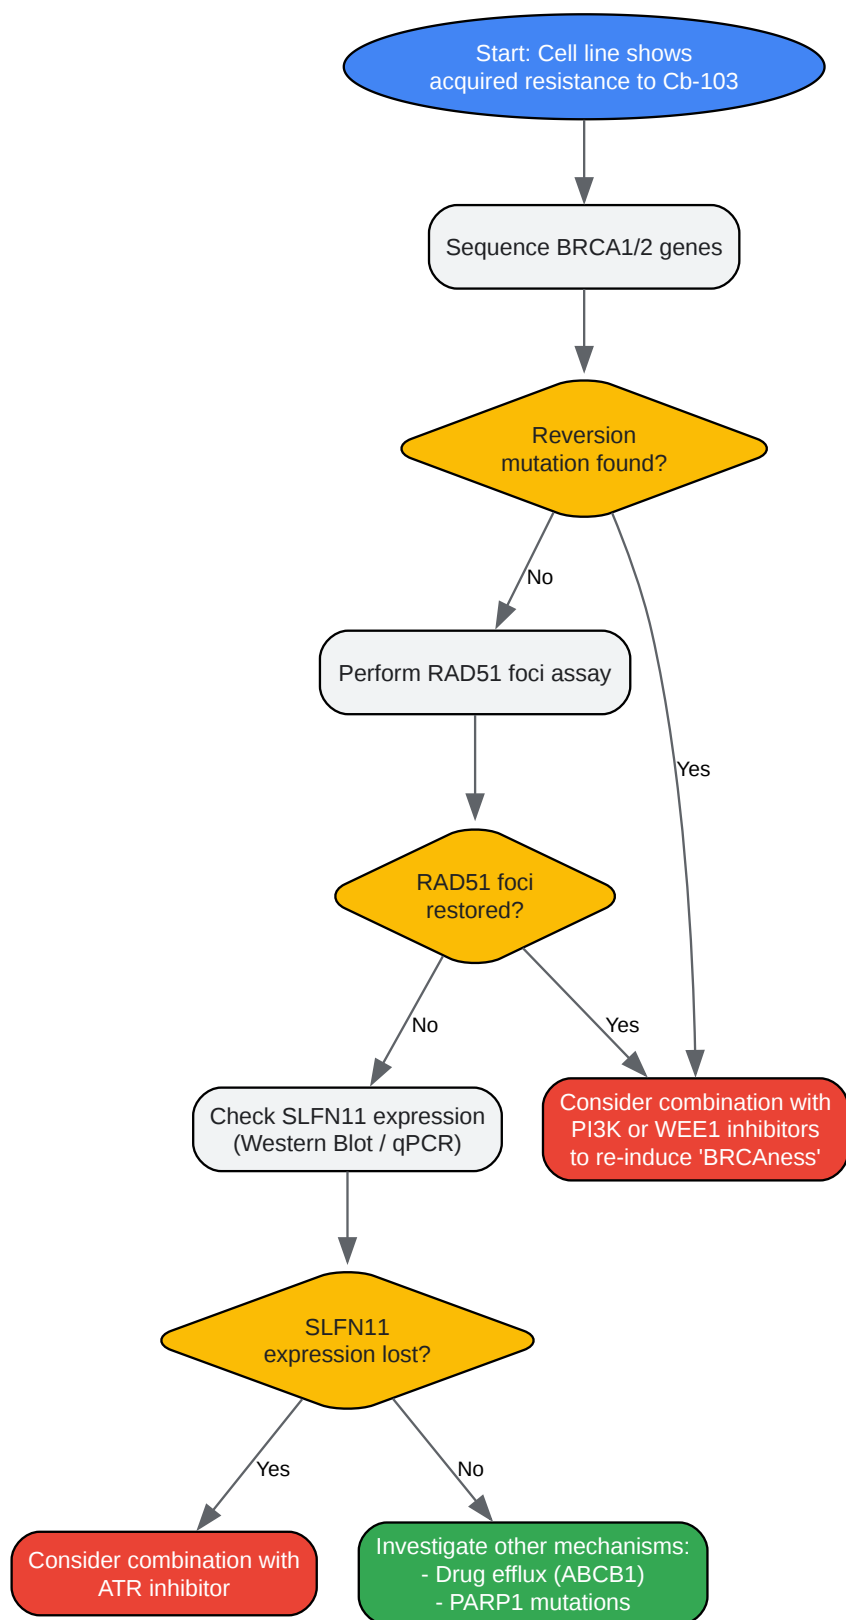 Start: Cell line shows
acquired resistance to Cb-103
Sequence BRCA1/2 genes
Reversion
mutation found?
No
Perform RAD51 foci assay
Yes
RAD51 foci
restored?
No
Yes
Check SLFN11 expression
(Western Blot / qPCR)
Consider combination with
PI3K or WEE1 inhibitors
to re-induce 'BRCAness'
SLFN11
expression lost?
Yes
No
Consider combination with
ATR inhibitor
Investigate other mechanisms:
- Drug efflux (ABCB1)
- PARP1 mutations